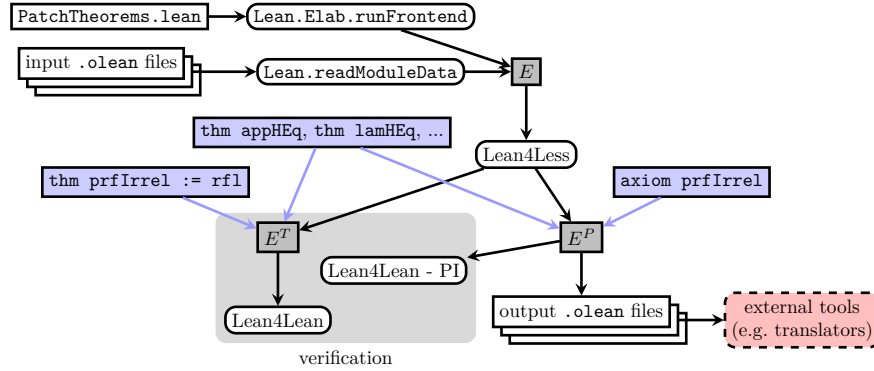 PatchTheorems.lean
Lean.Elab.runFrontend
input .olean files
Lean.readModuleData
E
thm appHEq, thm lamHEq, ...
Lean4Less
thm prfIrrel := rfl
axiom prfIrrel
E^T
E^P
Lean4Lean - PI
Lean4Lean
output .olean files
external tools
(e.g. translators)
verification